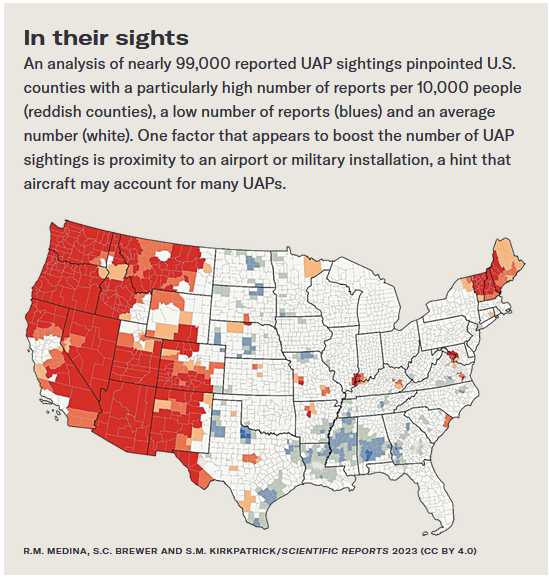 In their sights
An analysis of nearly 99,000 reported UAP sightings pinpointed U.S.
counties with a particularly high number of reports per 10,000 people
(reddish counties), a low number of reports (blues) and an average
number (white). One factor that appears to boost the number of UAP
sightings is proximity to an airport or military installation, a hint that
aircraft may account for many UAPs.
R.M. MEDINA, S.C. BREWER AND S.M. KIRKPATRICK/SCIENTIFIC REPORTS 2023 (CC BY 4.0)